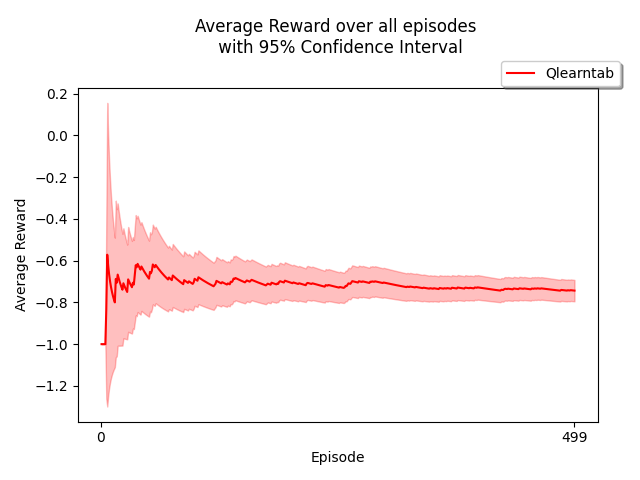 Average Reward over all episodes
with 95% Confidence Interval
Qlearntab
0.2
0.0
−0.2
−0.4
−0.6
−0.8
−1.0
−1.2
Average Reward
0
499
Episode